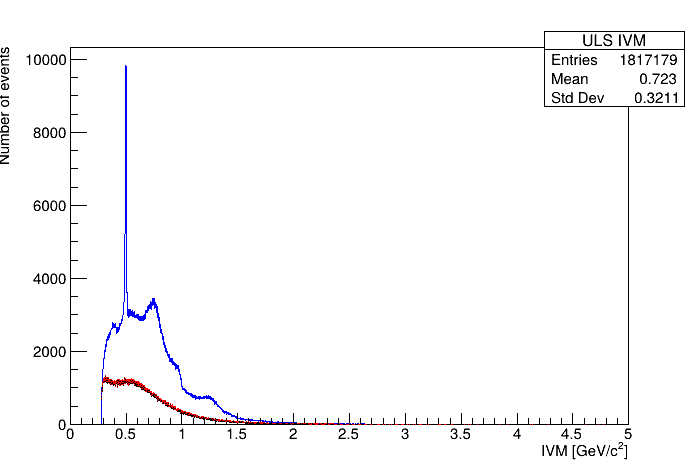 ULS IVM
Entries 1817179
Mean 0.723
Std Dev 0.3211
Number of events
10000
8000
6000
4000
2000
0
0 0.5 1 1.5 2 2.5 3 3.5 4 4.5 5
IVM [GeV/c²]